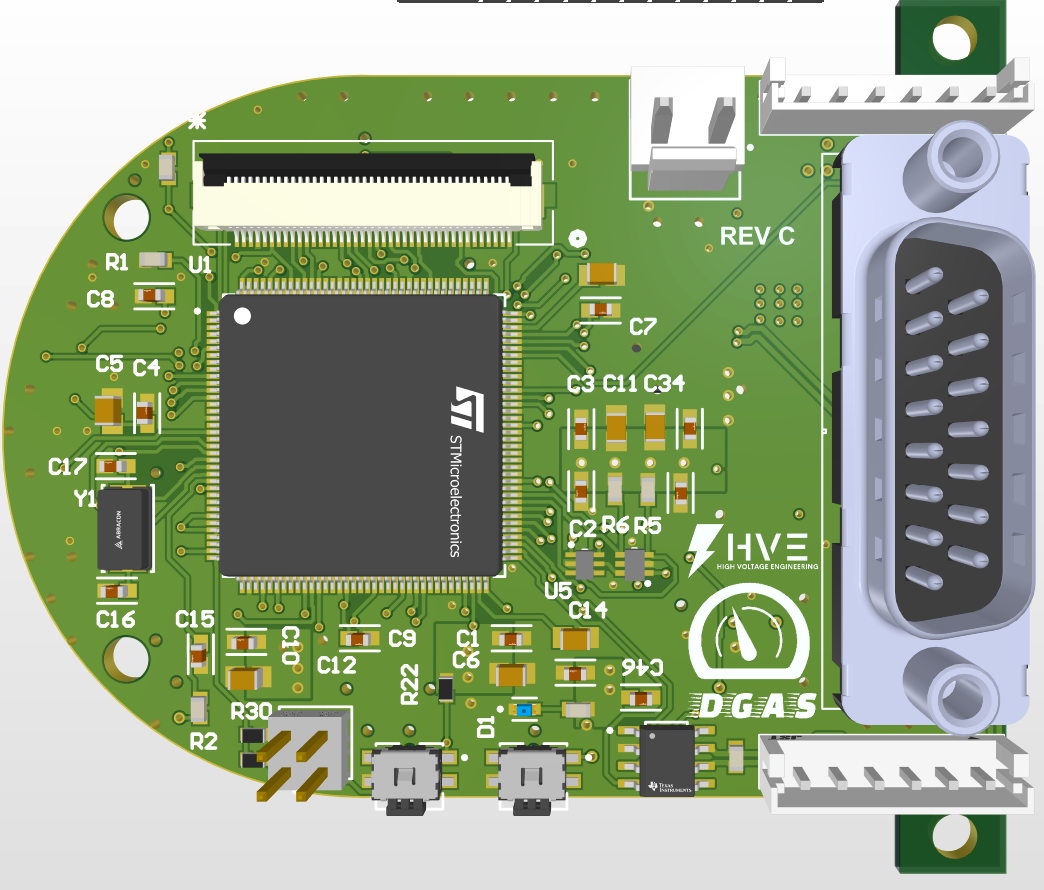 REV C
R1
U1
C8
C7
C5
C4
C3
C11
C34
STMicroelectronics
C17
Y1
ABRACON
C2
R6
R5
HVE
HIGH VOLTAGE ENGINEERING
U5
C16
C15
C10
C12
C9
C1
C6
C14
C46
R22
D1
DGAS
R30
R2
TEXAS
INSTRUMENTS